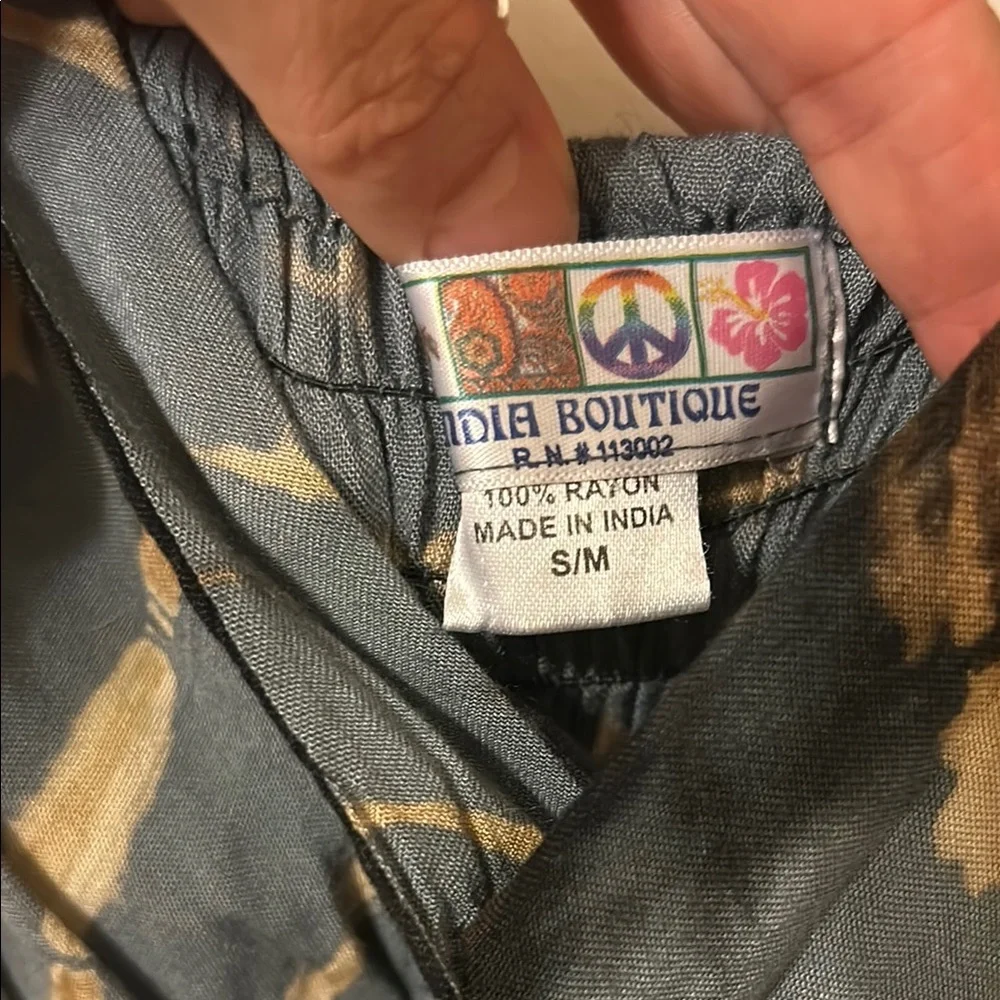 NDIA BOUTIQUE
R.N. # 113002
100% RAYON
MADE IN INDIA
S/M